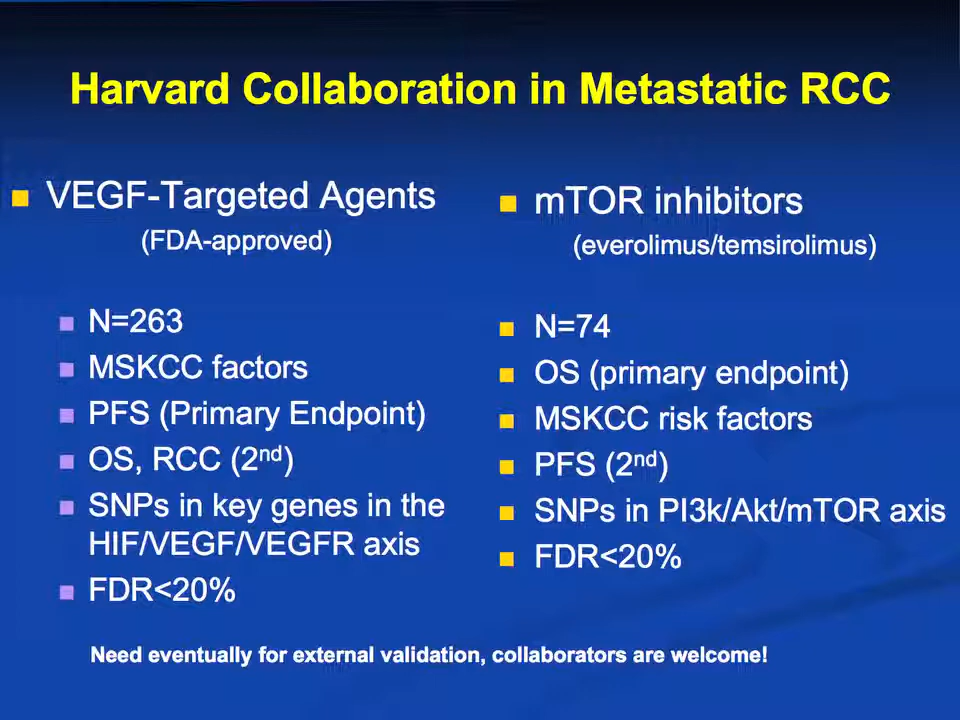 Harvard Collaboration in Metastatic RCC
VEGF-Targeted Agents
(FDA-approved)
N=263
MSKCC factors
PFS (Primary Endpoint)
OS, RCC (2nd)
SNPs in key genes in the
HIF/VEGF/VEGFR axis
FDR<20%
mTOR inhibitors
(everolimus/temsirolimus)
N=74
OS (primary endpoint)
MSKCC risk factors
PFS (2nd)
SNPs in PI3k/Akt/mTOR axis
FDR<20%
Need eventually for external validation, collaborators are welcome!